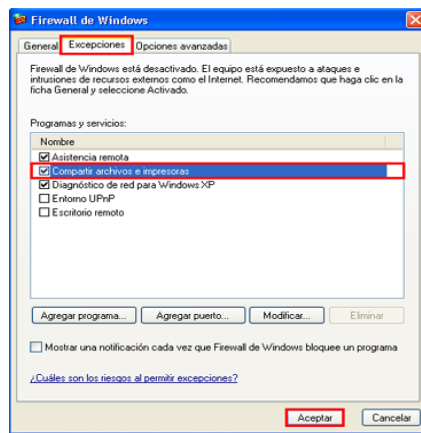 Firewall de Windows
General Excepciones Opciones avanzadas
Firewall de Windows está desactivado. El equipo está expuesto a ataques e
intrusiones de recursos externos como el Internet. Recomendamos que haga clic en la
ficha General y seleccione Activado.
Programas y servicios:
Nombre
Asistencia remota
Compartir archivos e impresoras
Diagnóstico de red para Windows XP
Entorno UPnP
Escritorio remoto
Agregar programa... Agregar puerto... Modificar... Eliminar
Mostrar una notificación cada vez que Firewall de Windows bloquee un programa
¿Cuáles son los riesgos al permitir excepciones?
Aceptar Cancelar